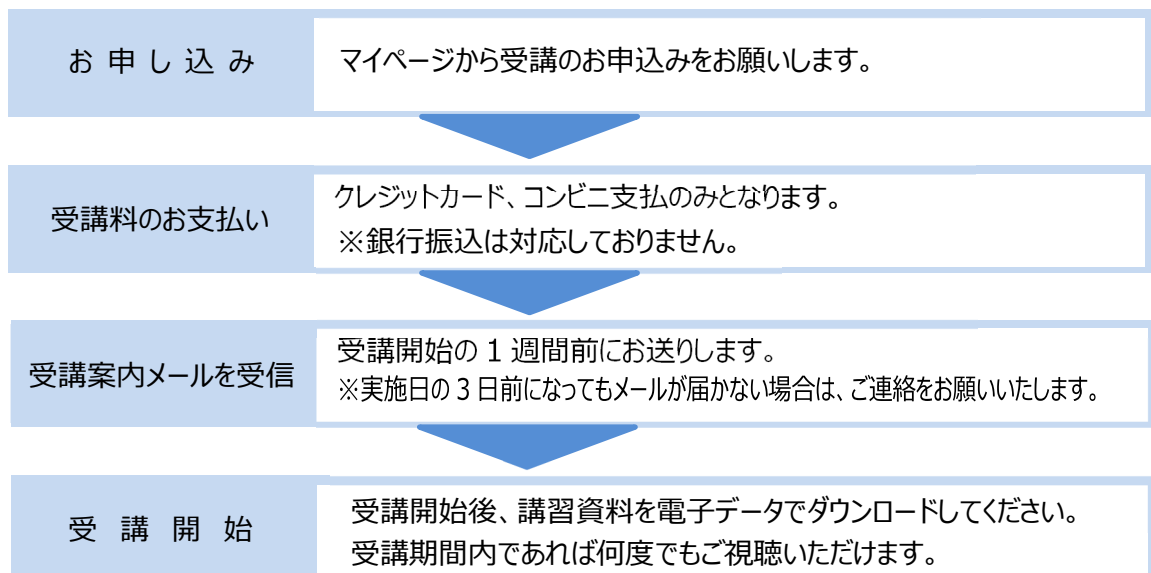 お申し込み
マイページから受講のお申込みをお願いします。
受講料のお支払い
クレジットカード、コンビニ支払のみとなります。
※銀行振込は対応しておりません。
受講案内メールを受信
受講開始の1週間前にお送りします。
※実施日の3日前になってもメールが届かない場合は、ご連絡をお願いいたします。
受講開始
受講開始後、講習資料を電子データでダウンロードしてください。
受講期間内であれば何度でもご視聴いただけます。